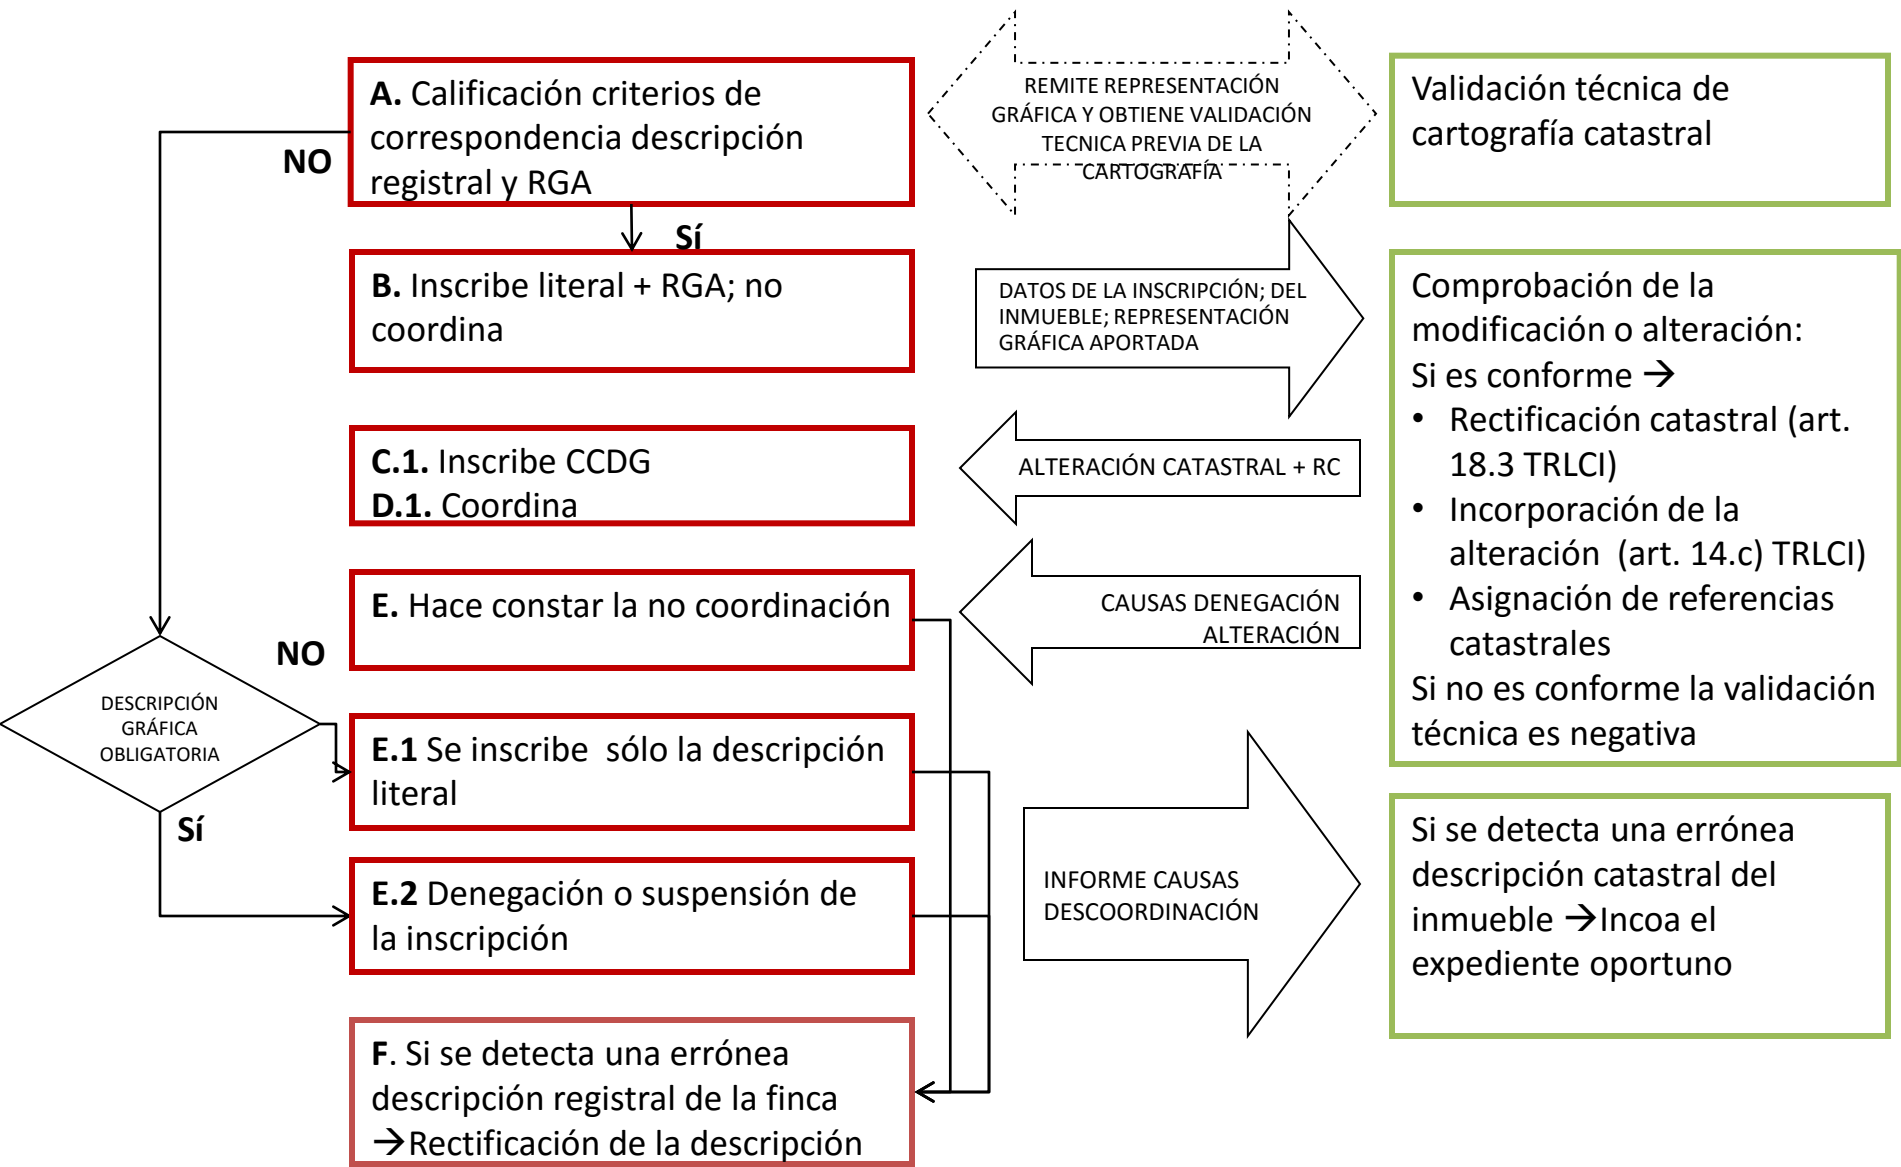 A. Calificación criterios de
correspondencia descripción
registral y RGA
NO
Sí
REMITE REPRESENTACIÓN
GRÁFICA Y OBTIENE VALIDACIÓN
TECNICA PREVIA DE LA
CARTOGRAFÍA
Validación técnica de
cartografía catastral
B. Inscribe literal + RGA; no
coordina
DATOS DE LA INSCRIPCIÓN; DEL
INMUEBLE; REPRESENTACIÓN
GRÁFICA APORTADA
Comprobación de la
modificación o alteración:
Si es conforme →
• Rectificación catastral (art.
18.3 TRLCI)
• Incorporación de la
alteración (art. 14.c) TRLCI)
• Asignación de referencias
catastrales
Si no es conforme la validación
técnica es negativa
C.1. Inscribe CCDG
D.1. Coordina
ALTERACIÓN CATASTRAL + RC
E. Hace constar la no coordinación
CAUSAS DENEGACIÓN
ALTERACIÓN
NO
DESCRIPCIÓN
GRÁFICA
OBLIGATORIA
Sí
E.1 Se inscribe sólo la descripción
literal
E.2 Denegación o suspensión de
la inscripción
INFORME CAUSAS
DESCOORDINACIÓN
Si se detecta una errónea
descripción catastral del
inmueble →Incoa el
expediente oportuno
F. Si se detecta una errónea
descripción registral de la finca
→Rectificación de la descripción